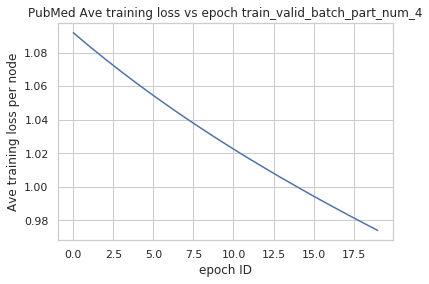 PubMed Ave training loss vs epoch train_valid_batch_part_num_4
Ave training loss per node
1.08
1.06
1.04
1.02
1.00
0.98
0.0 2.5 5.0 7.5 10.0 12.5 15.0 17.5
epoch ID